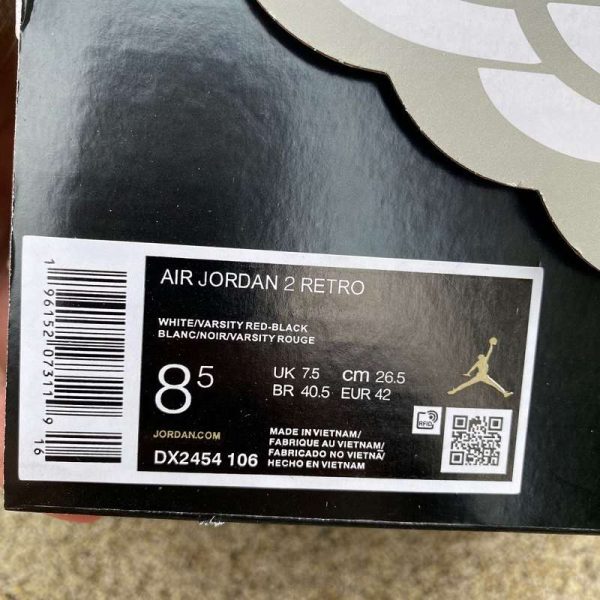 AIR JORDAN 2 RETRO
WHITE/VARSITY RED-BLACK
BLANC/NOIR/VARSITY ROUGE
8 5
UK 7.5 cm 26.5
BR 40.5 EUR 42
JORDAN.COM
DX2454 106
MADE IN VIETNAM/
FABRIQUE AU VIETNAM/
FABRICADO NO VIETNÃ/
HECHO EN VIETNAM
RFID
1 96152 07311 9 16